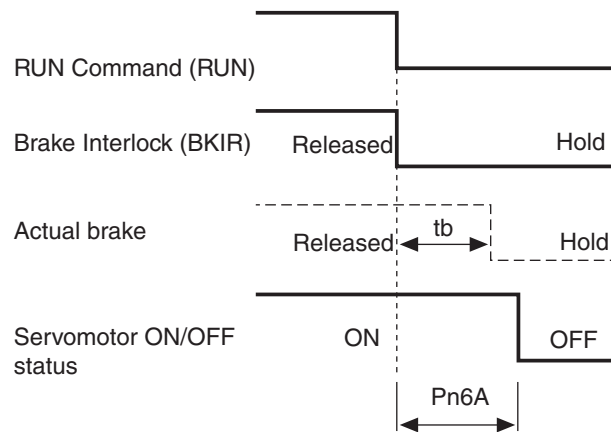 RUN Command (RUN)
Brake Interlock (BKIR)
Released
Hold
Actual brake
Released
tb
Hold
Servomotor ON/OFF
status
ON
OFF
Pn6A